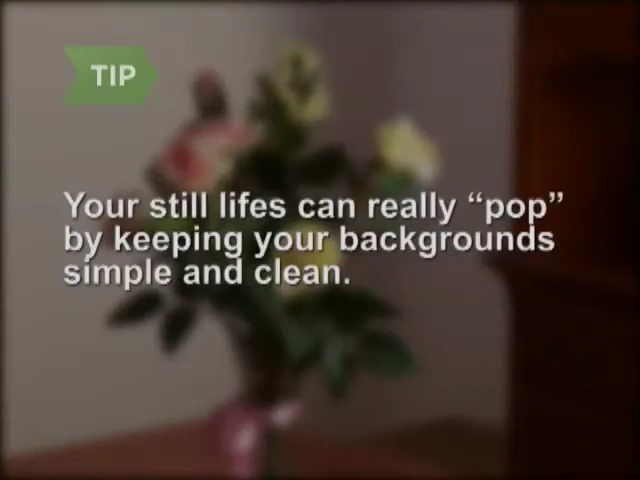 TIP
Your still lifes can really “pop”
by keeping your backgrounds
simple and clean.